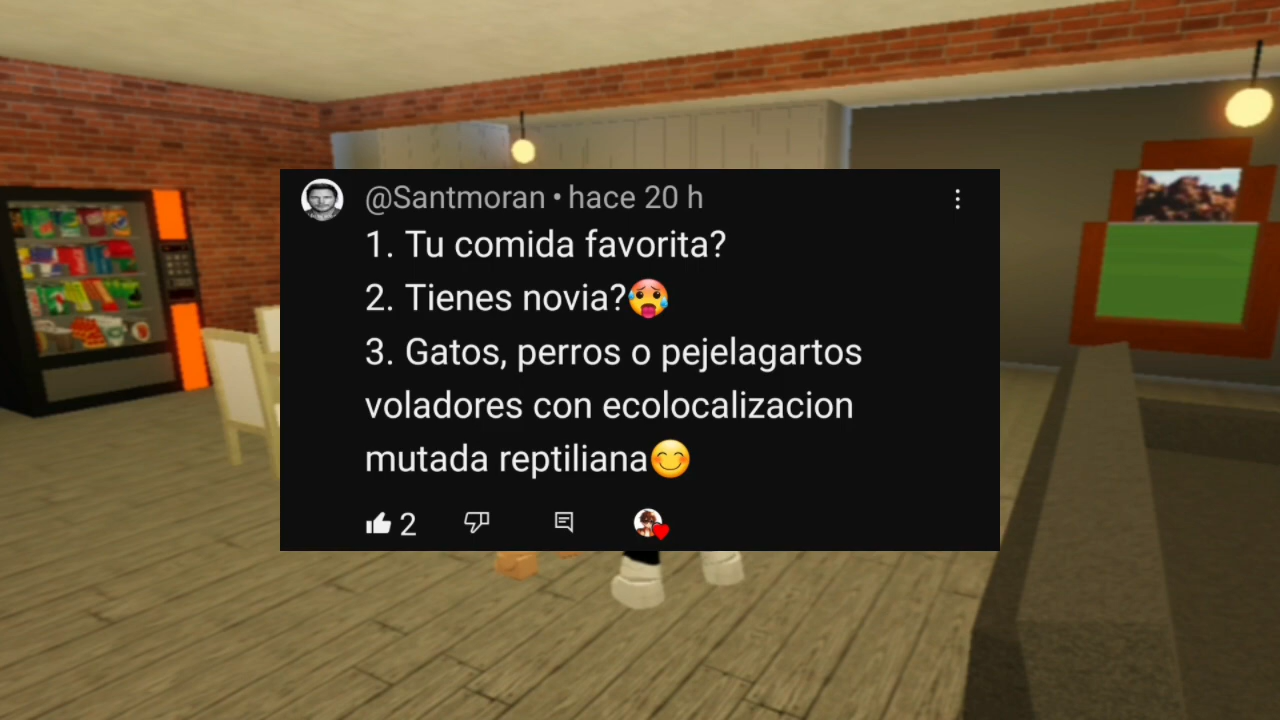 @Santmoran • hace 20 h
1. Tu comida favorita?
2. Tienes novia?🥵
3. Gatos, perros o pejelagartos
voladores con ecolocalizacion
mutada reptiliana😊
2